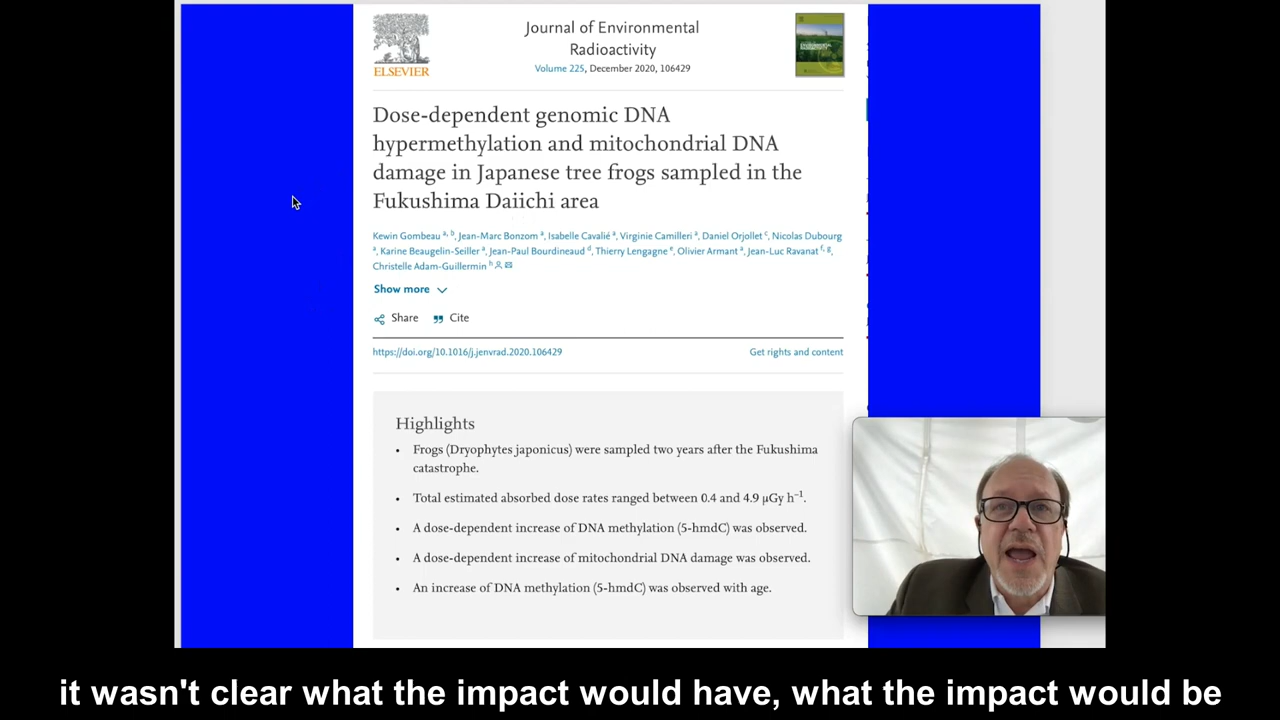 Journal of Environmental
Radioactivity
Volume 225, December 2020, 106429
ELSEVIER
Dose-dependent genomic DNA
hypermethylation and mitochondrial DNA
damage in Japanese tree frogs sampled in the
Fukushima Daiichi area
Kewin Gombeau a, b, Jean-Marc Bonzom a, Isabelle Cavalié a, Virginie Camilleri a, Daniel Orjollet c, Nicolas Dubourg
a, Karine Beaugelin-Seiller a, Jean-Paul Bourdineaud d, Thierry Lengagne e, Olivier Armant a, Jean-Luc Ravanat f, g,
Christelle Adam-Guillermin h
Show more
Share Cite
https://doi.org/10.1016/j.jenvrad.2020.106429 Get rights and content
Highlights
• Frogs (Dryophytes japonicus) were sampled two years after the Fukushima
catastrophe.
• Total estimated absorbed dose rates ranged between 0.4 and 4.9 μGy h⁻¹.
• A dose-dependent increase of DNA methylation (5-hmdC) was observed.
• A dose-dependent increase of mitochondrial DNA damage was observed.
• An increase of DNA methylation (5-hmdC) was observed with age.
it wasn't clear what the impact would have, what the impact would be